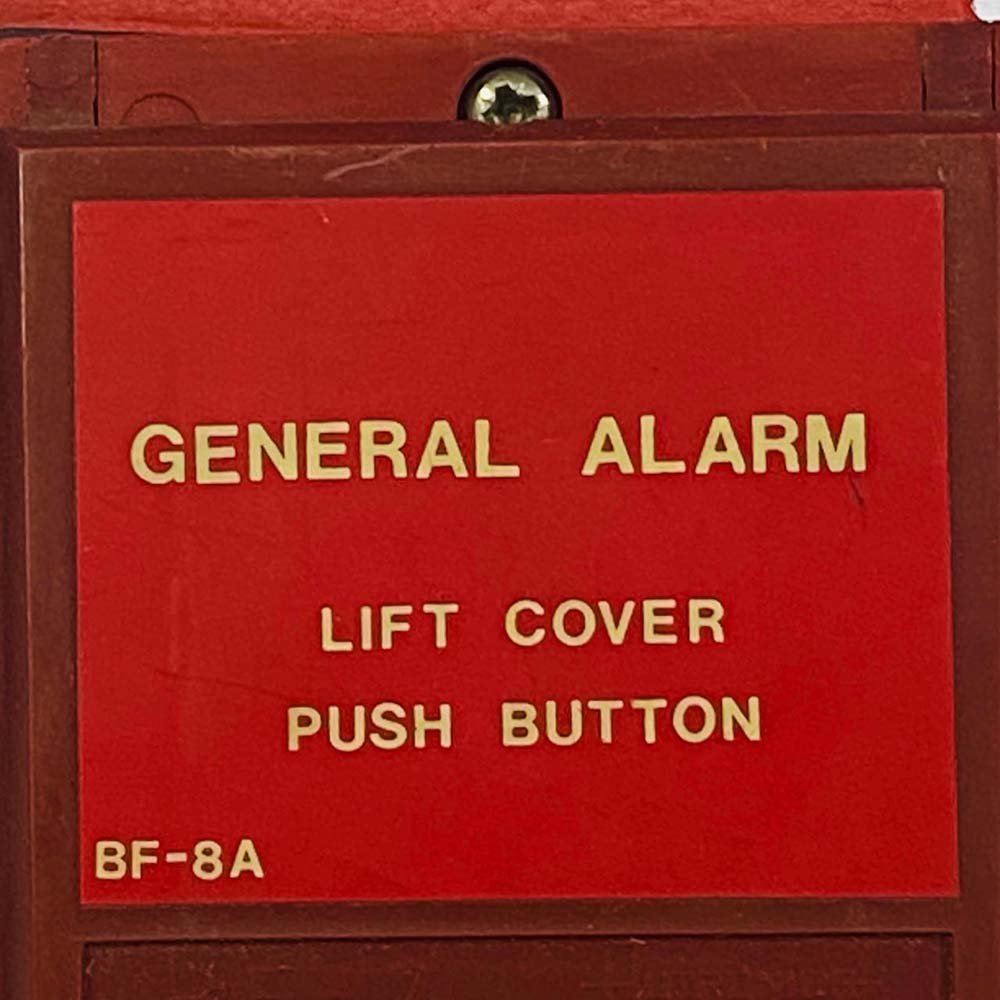 GENERAL ALARM
LIFT COVER
PUSH BUTTON
BF-8A